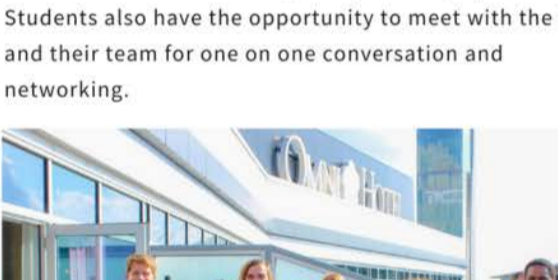 Students also have the opportunity to meet with the
and their team for one on one conversation and
networking.
Omni Hotel